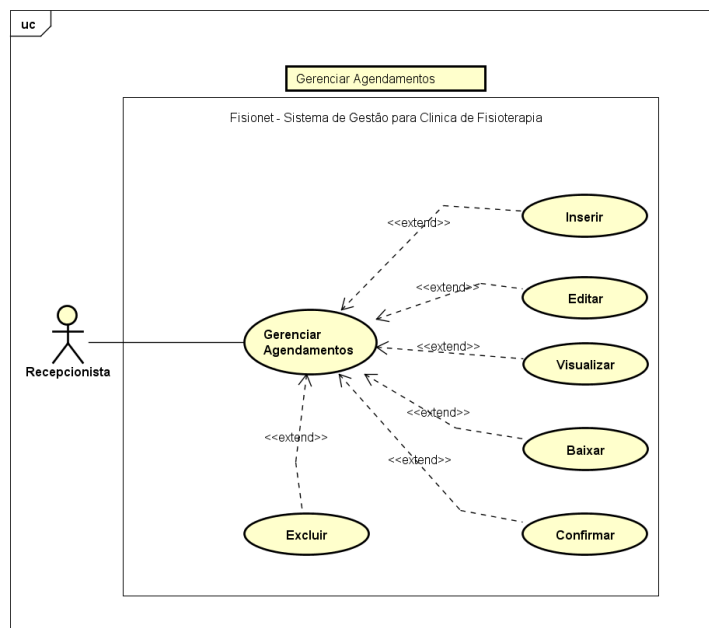 uc
Gerenciar Agendamentos
Fisionet - Sistema de Gestão para Clinica de Fisioterapia
<<extend>>
Inserir
<<extend>>
Editar
Gerenciar
Agendamentos
<<extend>>
Visualizar
Recepcionista
<<extend>>
Baixar
<<extend>>
<<extend>>
Excluir
Confirmar